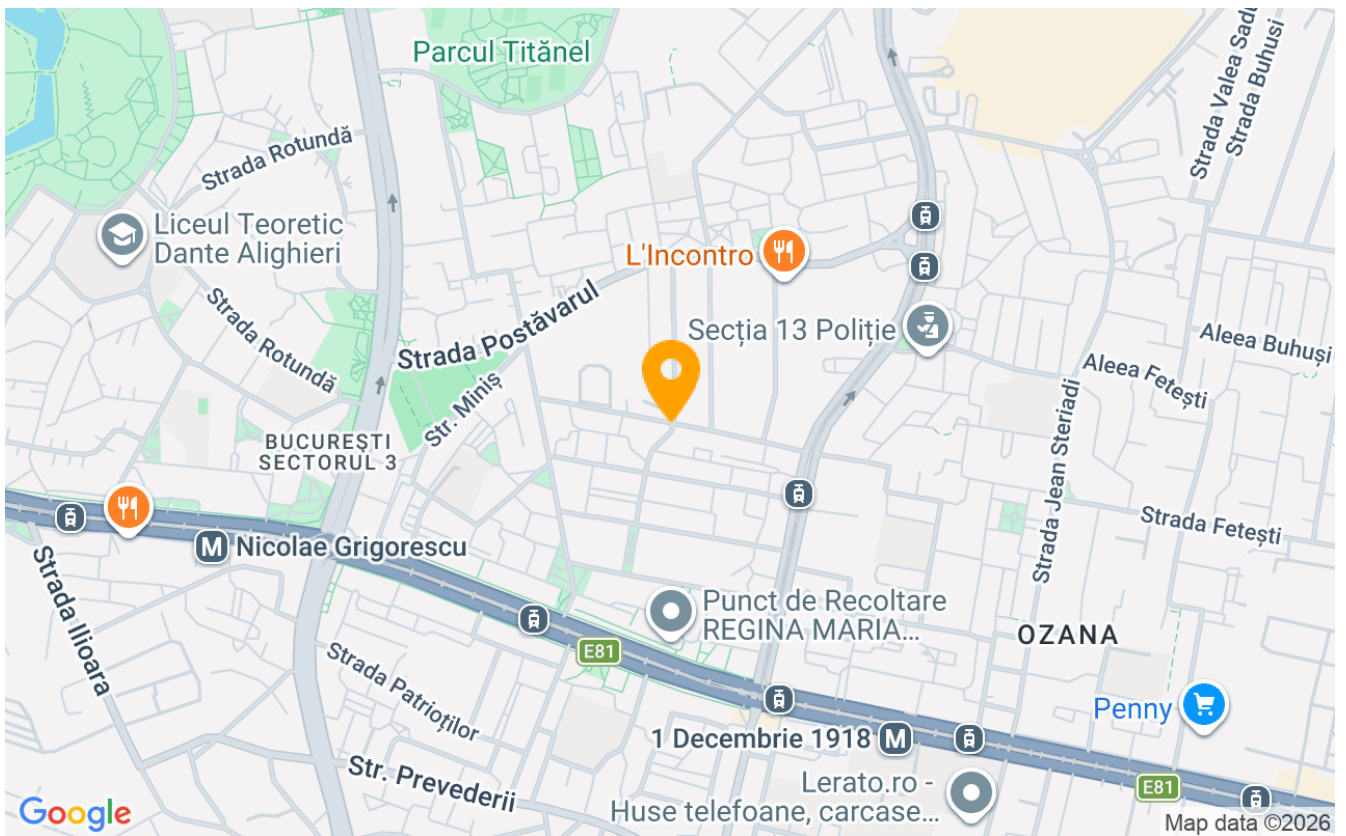 Parcul Titănel
Strada Valea Sadu
Strada Buhusi
Strada Rotundă
Liceul Teoretic
Dante Alighieri
L'Incontro
Strada Postăvarul
Secția 13 Poliție
Strada Rotundă
Aleea Buhuși
Aleea Fetești
Str. Miniș
BUCUREȘTI
SECTORUL 3
Strada Jean Steriadi
Strada Fetești
M Nicolae Grigorescu
Strada Ilioara
Punct de Recoltare
REGINA MARIA...
OZANA
E81
Strada Patrioților
Penny
1 Decembrie 1918 M
Str. Prevederii
Lerato.ro -
Huse telefoane, carcase...
E81
Google
Map data ©2026